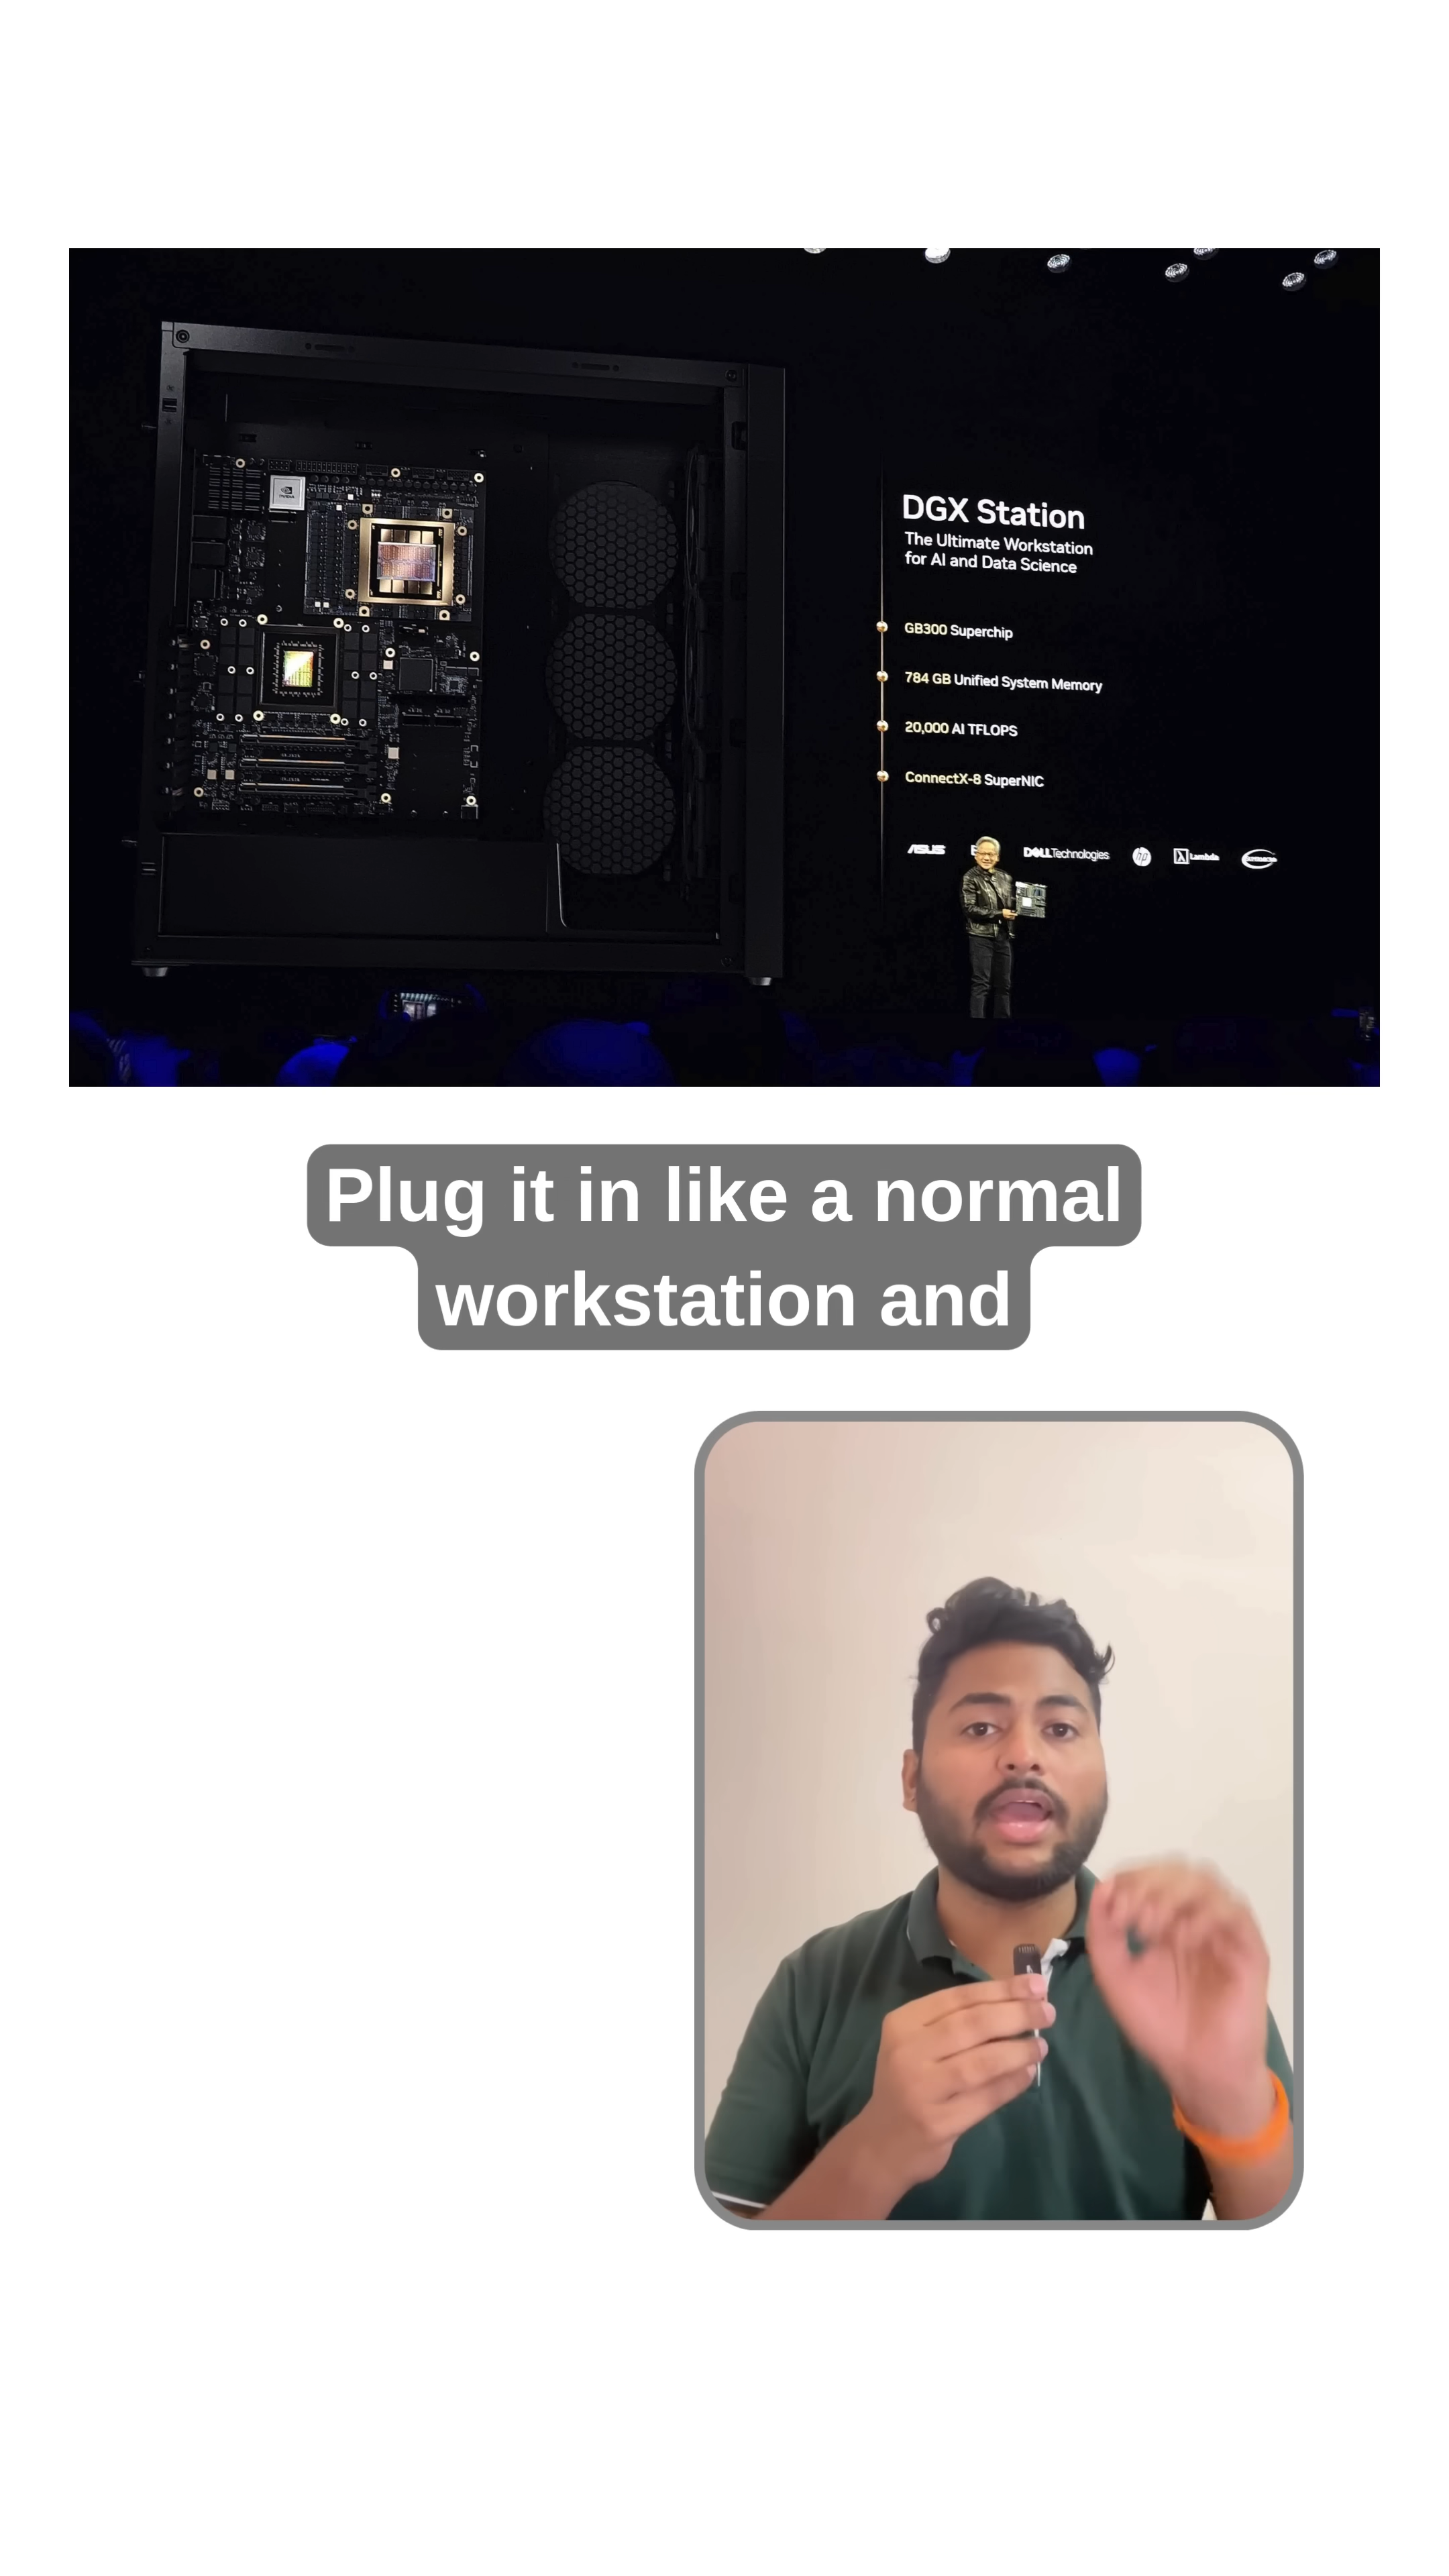 DGX Station
The Ultimate Workstation
for AI and Data Science
GB300 Superchip
784 GB Unified System Memory
20,000 AI TFLOPS
ConnectX-8 SuperNIC
ASUS DELL Technologies hp Lambda
Plug it in like a normal
workstation and